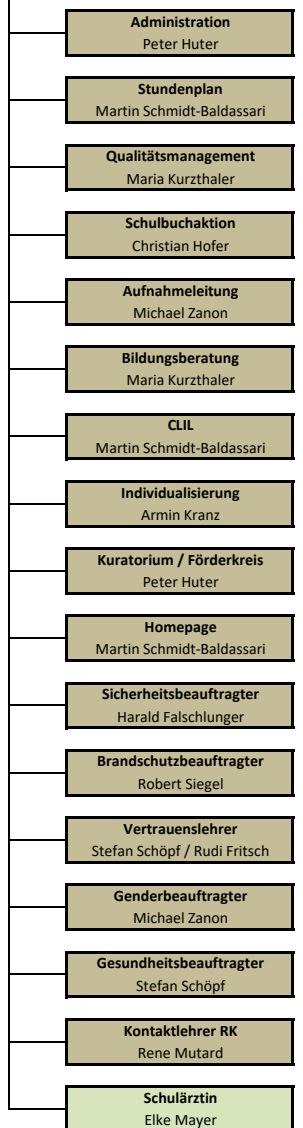 Administration
Peter Huter
Stundenplan
Martin Schmidt-Baldassari
Qualitätsmanagement
Maria Kurzthaler
Schulbuchaktion
Christian Hofer
Aufnahmeleitung
Michael Zanon
Bildungsberatung
Maria Kurzthaler
CLIL
Martin Schmidt-Baldassari
Individualisierung
Armin Kranz
Kuratorium / Förderkreis
Peter Huter
Homepage
Martin Schmidt-Baldassari
Sicherheitsbeauftragter
Harald Falschlunger
Brandschutzbeauftragter
Robert Siegel
Vertrauenslehrer
Stefan Schöpf / Rudi Fritsch
Genderbeauftragter
Michael Zanon
Gesundheitsbeauftragter
Stefan Schöpf
Kontaktlehrer RK
Rene Mutard
Schulärztin
Elke Mayer